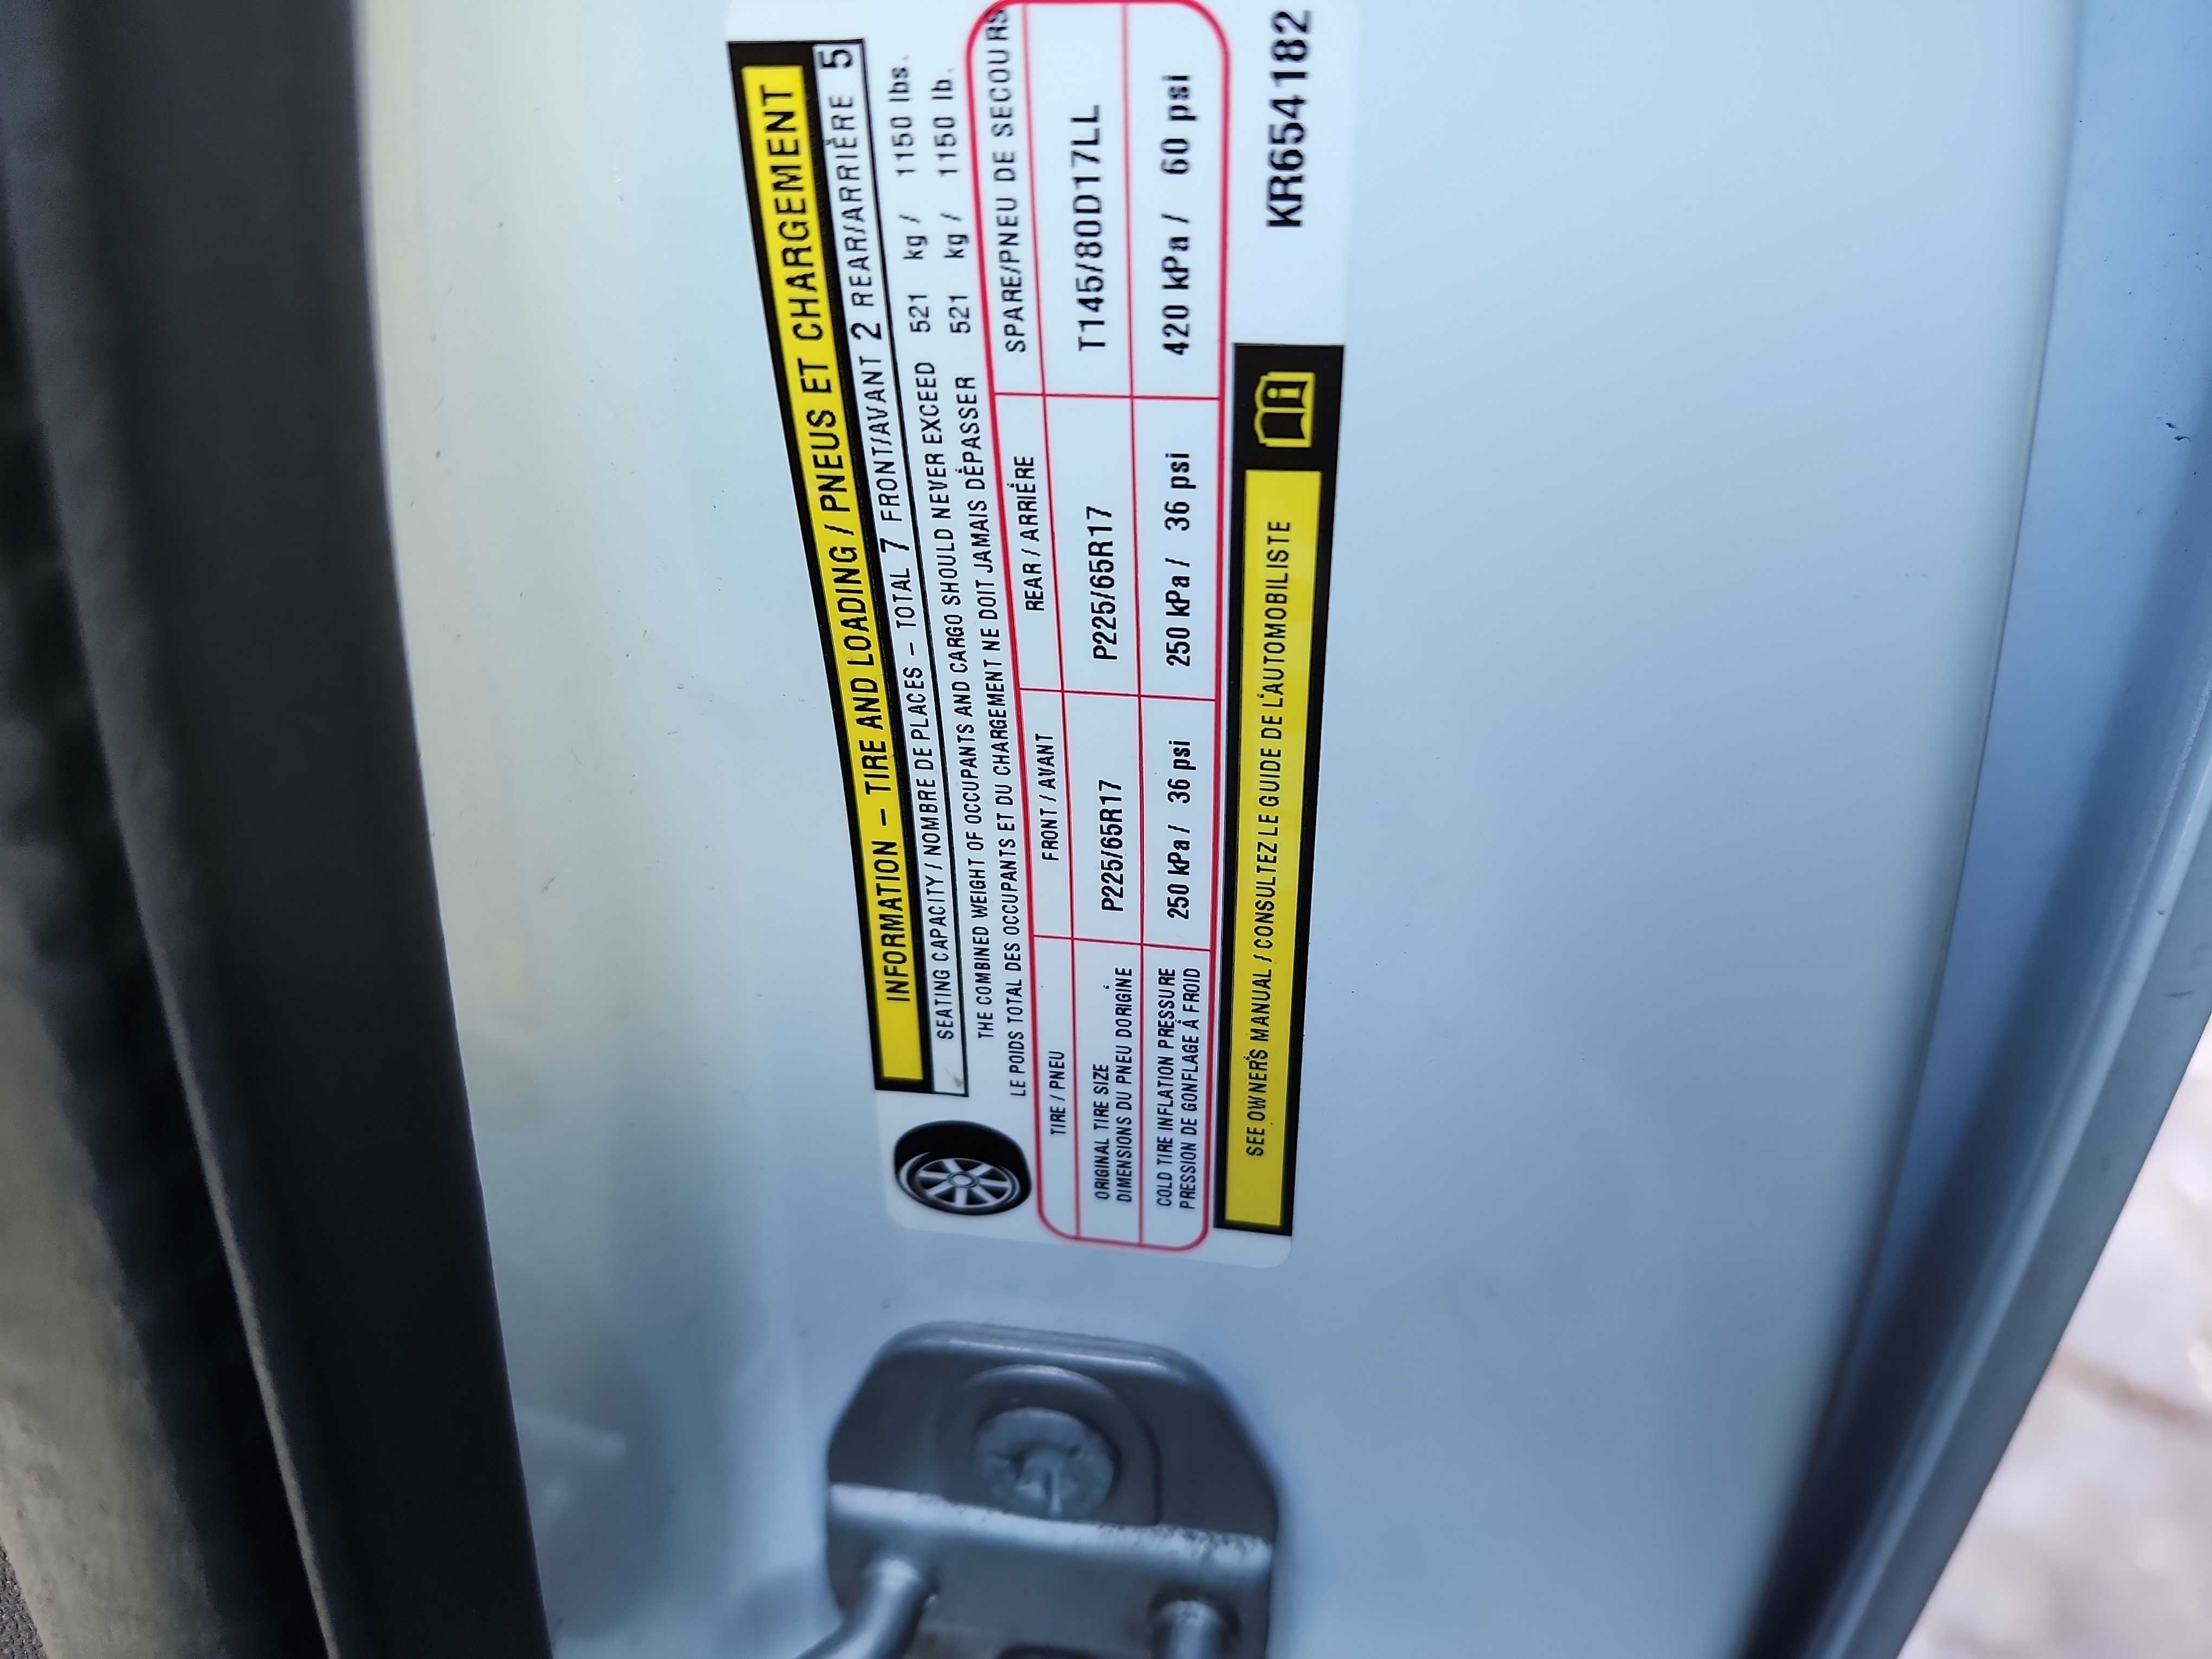 INFORMATION – TIRE AND LOADING / PNEUS ET CHARGEMENT
SEATING CAPACITY / NOMBRE DE PLACES – TOTAL 7 FRONT/AVANT 2 REAR/ARRIÈRE 5
THE COMBINED WEIGHT OF OCCUPANTS AND CARGO SHOULD NEVER EXCEED 521 kg / 1150 lbs.
LE POIDS TOTAL DES OCCUPANTS ET DU CHARGEMENT NE DOIT JAMAIS DÉPASSER 521 kg / 1150 lb.
TIRE / PNEU FRONT / AVANT REAR / ARRIÈRE SPARE/PNEU DE SECOURS
ORIGINAL TIRE SIZE
DIMENSIONS DU PNEU D'ORIGINE
P225/65R17 P225/65R17 T145/80D17LL
COLD TIRE INFLATION PRESSURE
PRESSION DE GONFLAGE À FROID
250 kPa / 36 psi 250 kPa / 36 psi 420 kPa / 60 psi
SEE OWNER'S MANUAL / CONSULTEZ LE GUIDE DE L'AUTOMOBILISTE
KR654182